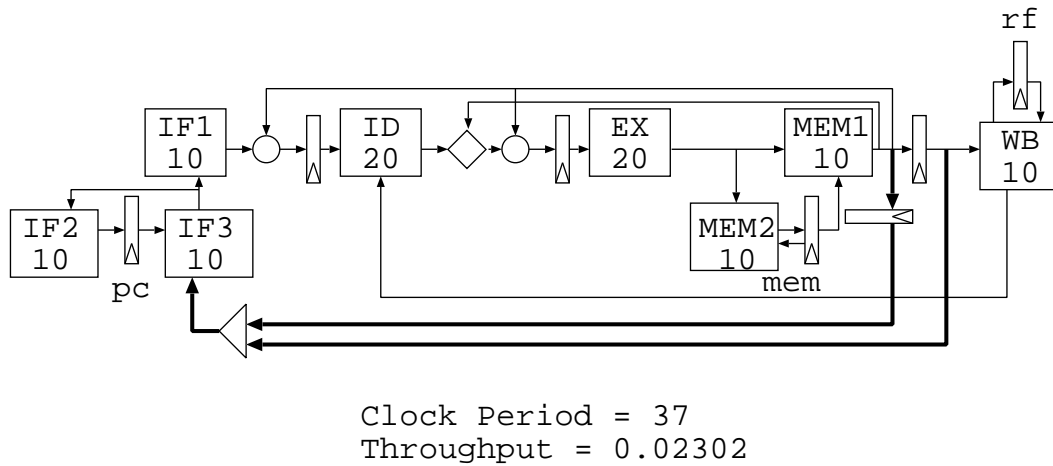 rf
IF1
10
ID
20
EX
20
MEM1
10
WB
10
IF2
10
IF3
10
MEM2
10
pc
mem
Clock Period = 37
Throughput = 0.02302